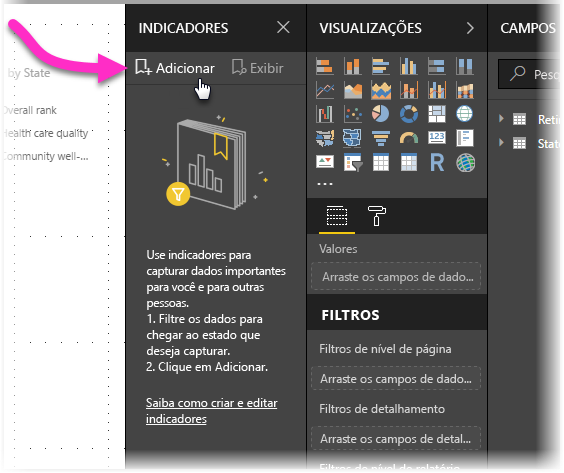 by State
Overall rank
Health care quality
Community well-...
INDICADORES
Adicionar
Exibir
Use indicadores para
capturar dados importantes
para você e para outras
pessoas.
1. Filtre os dados para
chegar ao estado que
deseja capturar.
2. Clique em Adicionar.
Saiba como criar e editar
indicadores
VISUALIZAÇÕES
123
R
...
Valores
Arraste os campos de dado...
FILTROS
Filtros de nível de página
Arraste os campos de dado...
Filtros de detalhamento
Arraste os campos de detal...
Filtros de nível de relatório
CAMPOS
Pesq
Reti
State